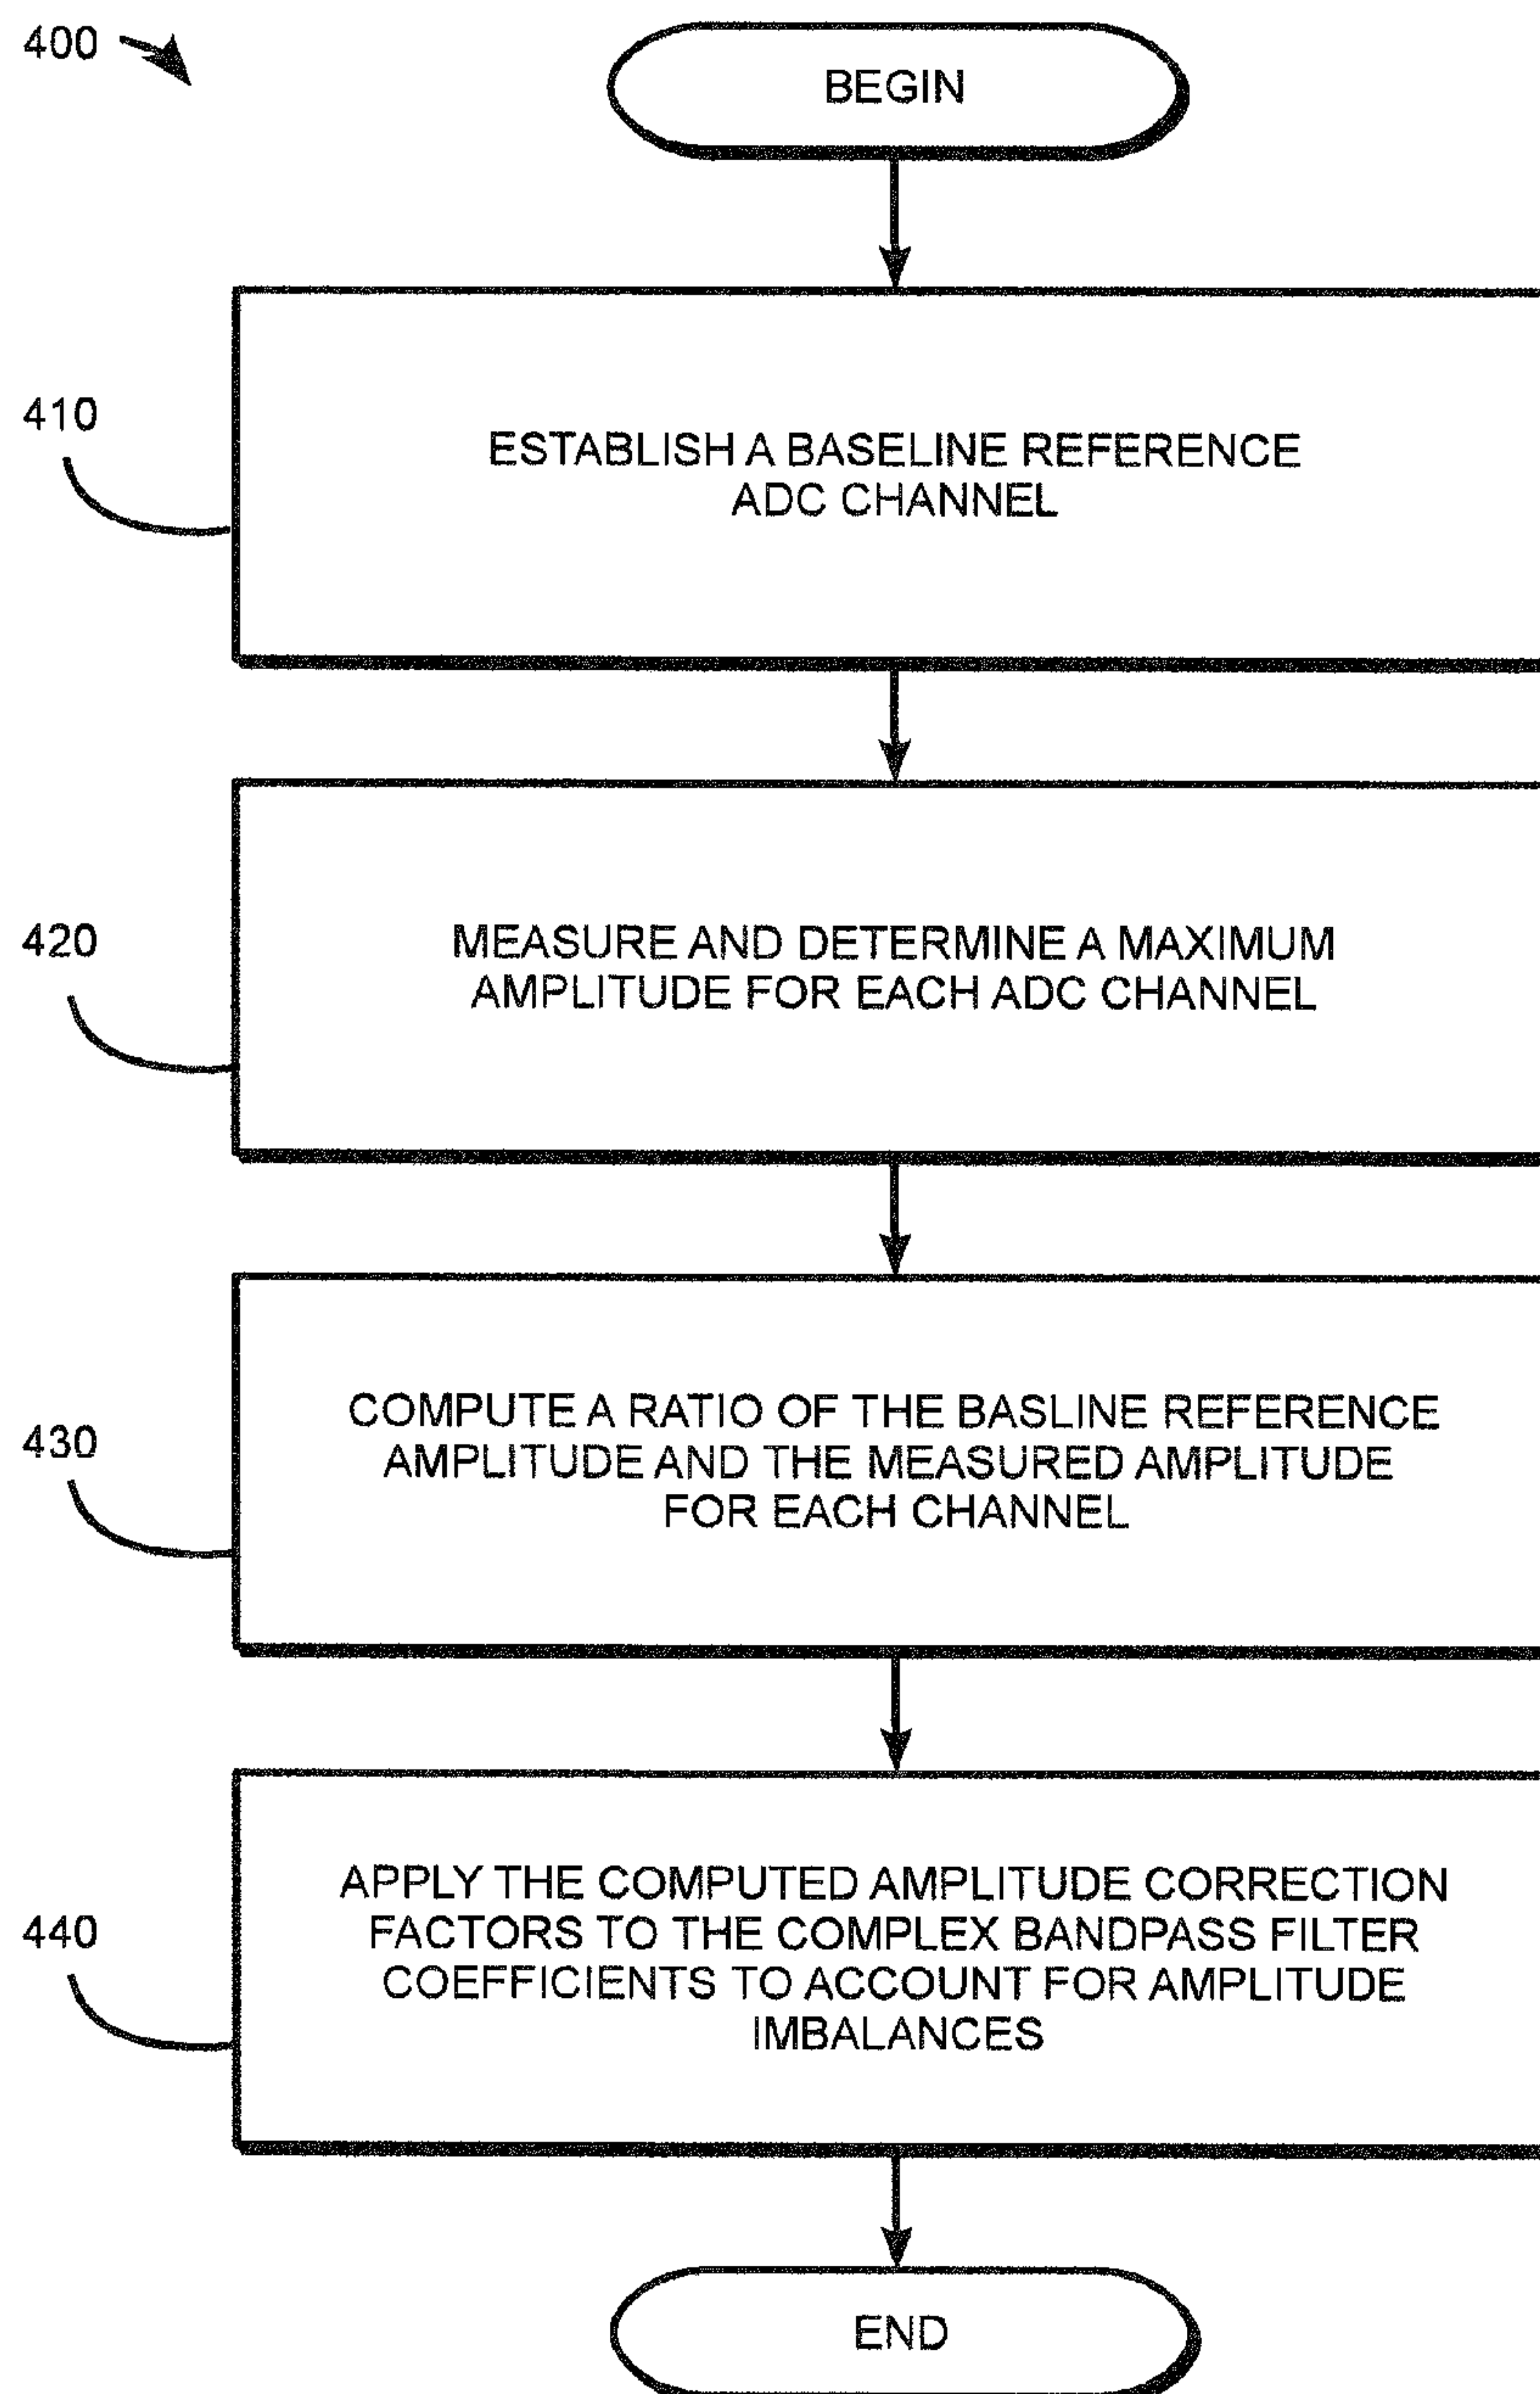 400
BEGIN
410
ESTABLISH A BASELINE REFERENCE
ADC CHANNEL
420
MEASURE AND DETERMINE A MAXIMUM
AMPLITUDE FOR EACH ADC CHANNEL
430
COMPUTE A RATIO OF THE BASLINE REFERENCE
AMPLITUDE AND THE MEASURED AMPLITUDE
FOR EACH CHANNEL
440
APPLY THE COMPUTED AMPLITUDE CORRECTION
FACTORS TO THE COMPLEX BANDPASS FILTER
COEFFICIENTS TO ACCOUNT FOR AMPLITUDE
IMBALANCES
END